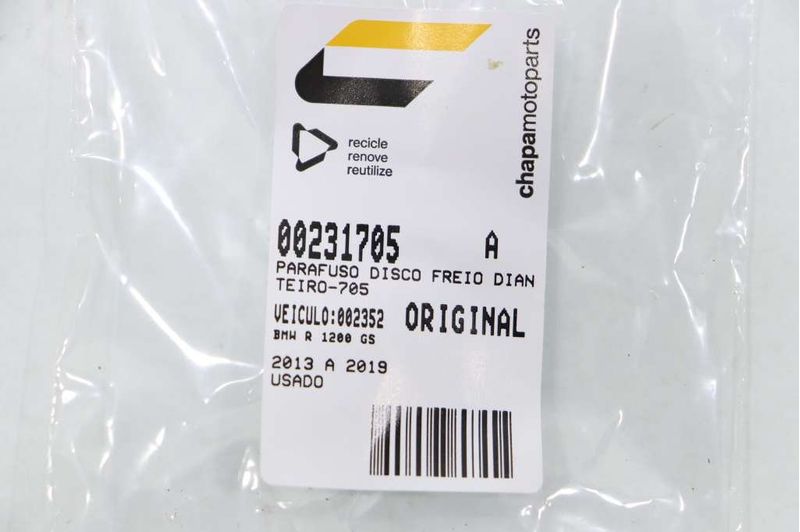 chapamotoparts
recicle
renove
reutilize
00231705 A
PARAFUSO DISCO FREIO DIAN
TEIRO-705
VEICULO:002352 ORIGINAL
BMW R 1200 GS
2013 A 2019
USADO